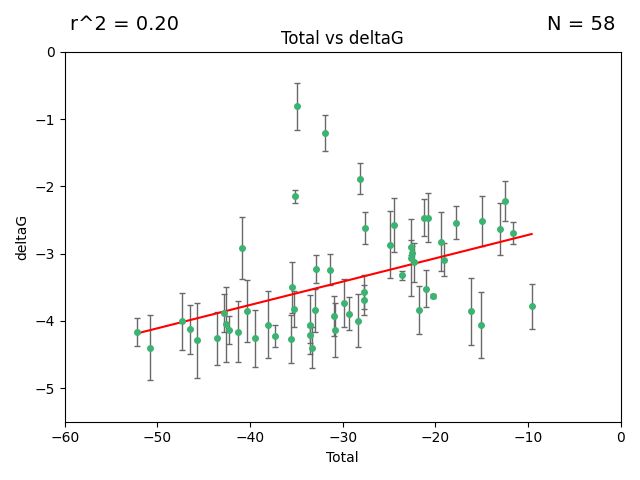 r^2 = 0.20
N = 58
Total vs deltaG
0
−1
−2
−3
−4
−5
deltaG
−60
−50
−40
−30
−20
−10
0
Total